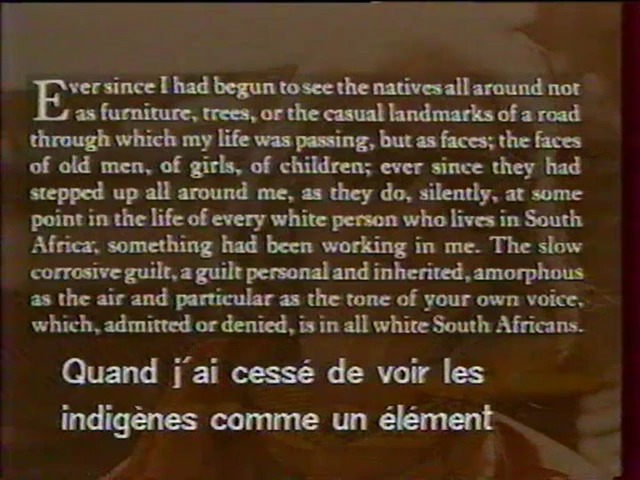 Ever since I had begun to see the natives all around not
as furniture, trees, or the casual landmarks of a road
through which my life was passing, but as faces; the faces
of old men, of girls, of children; ever since they had
stepped up all around me, as they do, silently, at some
point in the life of every white person who lives in South
Africa, something had been working in me. The slow
corrosive guilt, a guilt personal and inherited, amorphous
as the air and particular as the tone of your own voice,
which, admitted or denied, is in all white South Africans.
Quand j'ai cessé de voir les
indigènes comme un élément